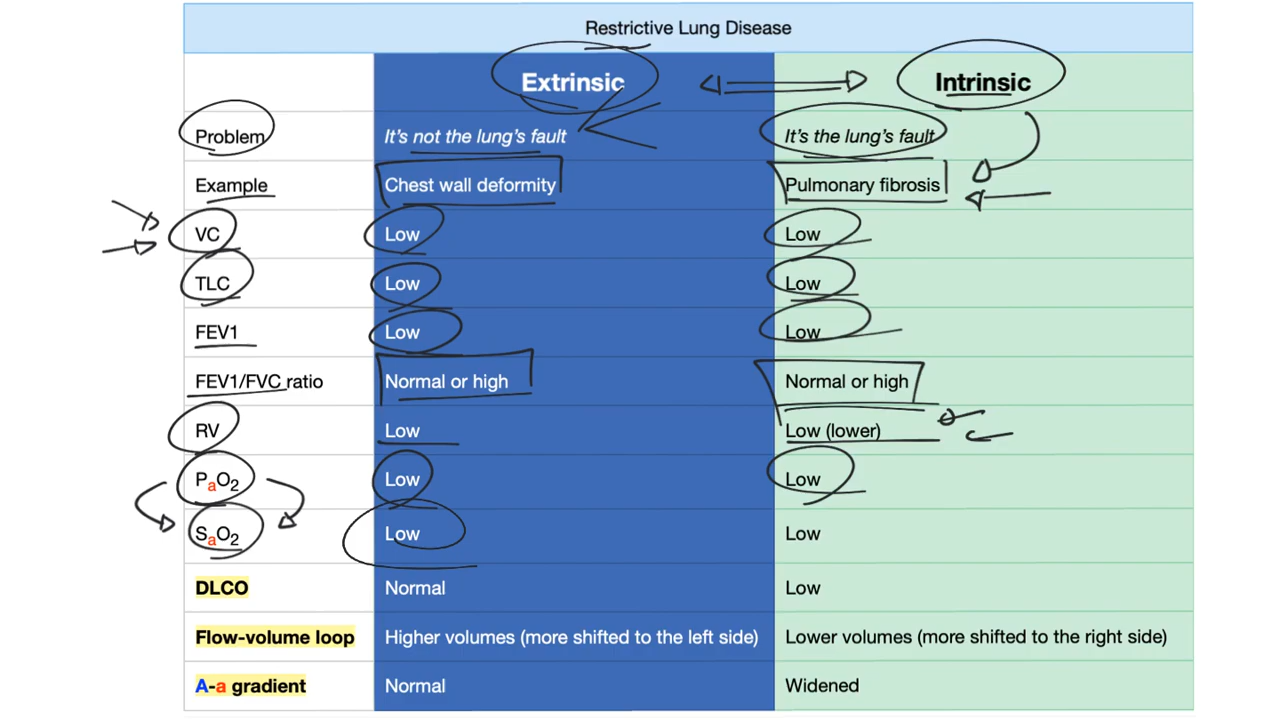 Restrictive Lung Disease
Extrinsic Intrinsic
Problem It's not the lung's fault It's the lung's fault
Example Chest wall deformity Pulmonary fibrosis
VC Low Low
TLC Low Low
FEV1 Low Low
FEV1/FVC ratio Normal or high Normal or high
RV Low Low (lower)
PaO2 Low Low
SaO2 Low Low
DLCO Normal Low
Flow-volume loop Higher volumes (more shifted to the left side) Lower volumes (more shifted to the right side)
A-a gradient Normal Widened